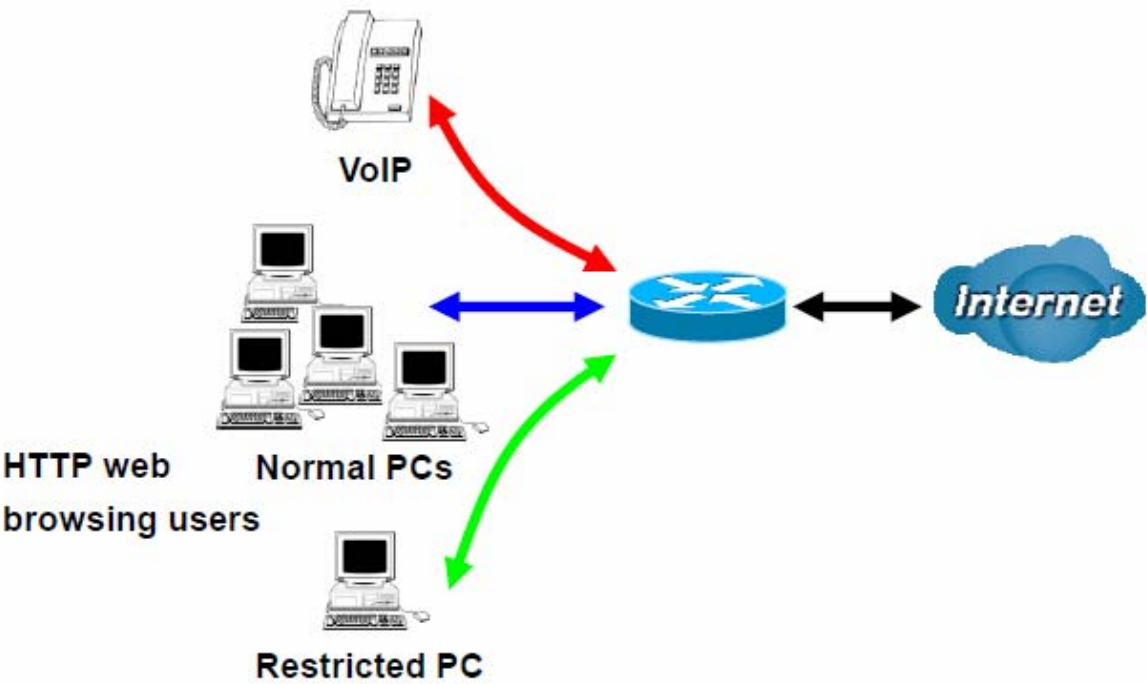 VoIP
Internet
HTTP web
browsing users
Normal PCs
Restricted PC